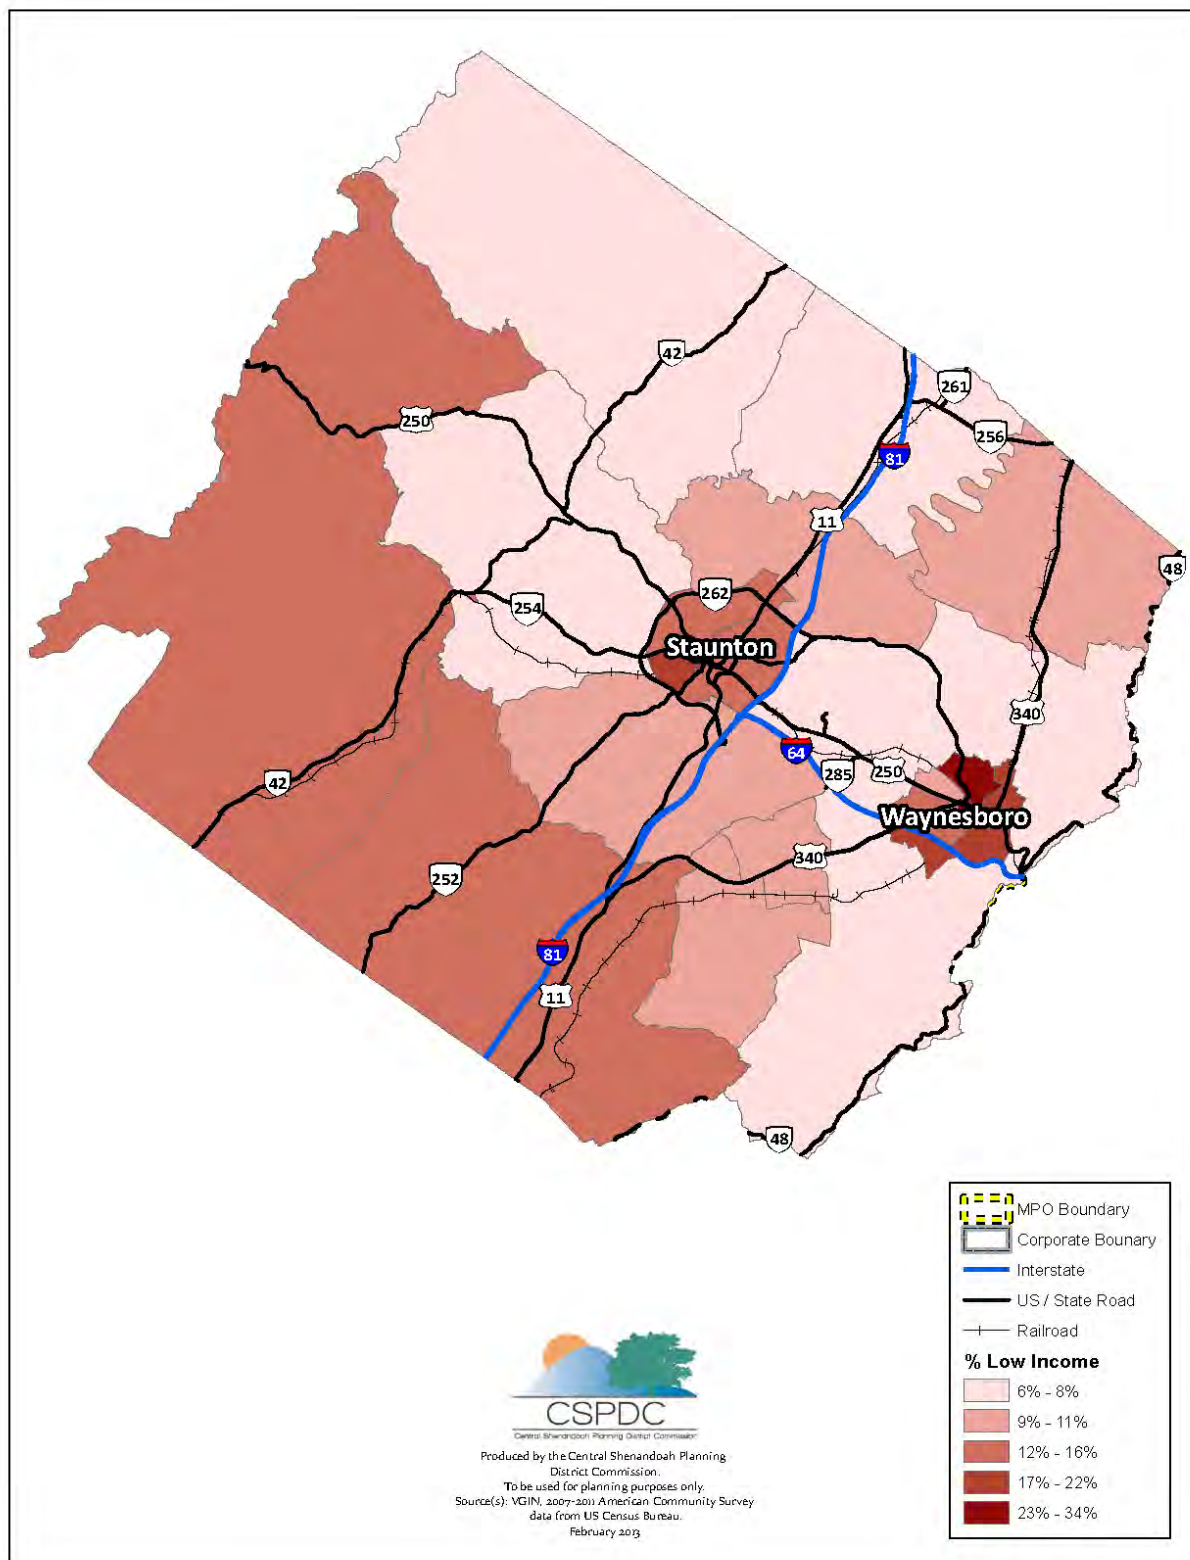 42
261
250
256
81
11
48
262
254
Staunton
340
64
250
285
42
Waynesboro
340
252
81
11
48
MPO Boundary
Corporate Bounary
Interstate
US / State Road
Railroad
% Low Income
6% - 8%
9% - 11%
12% - 16%
17% - 22%
23% - 34%
CSPDC
Central Shenandoah Planning District Commission
Produced by the Central Shenandoah Planning
District Commission.
To be used for planning purposes only.
Source(s): VGIN, 2007-2011 American Community Survey
data from US Census Bureau.
February 2013